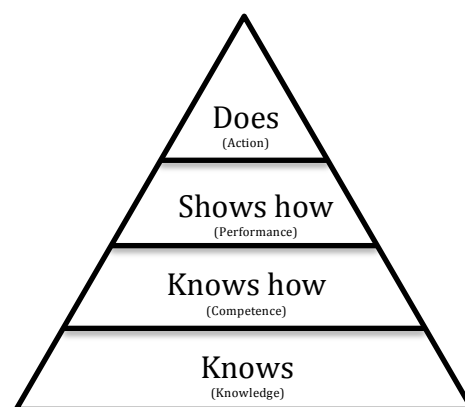 Does
(Action)
Shows how
(Performance)
Knows how
(Competence)
Knows
(Knowledge)